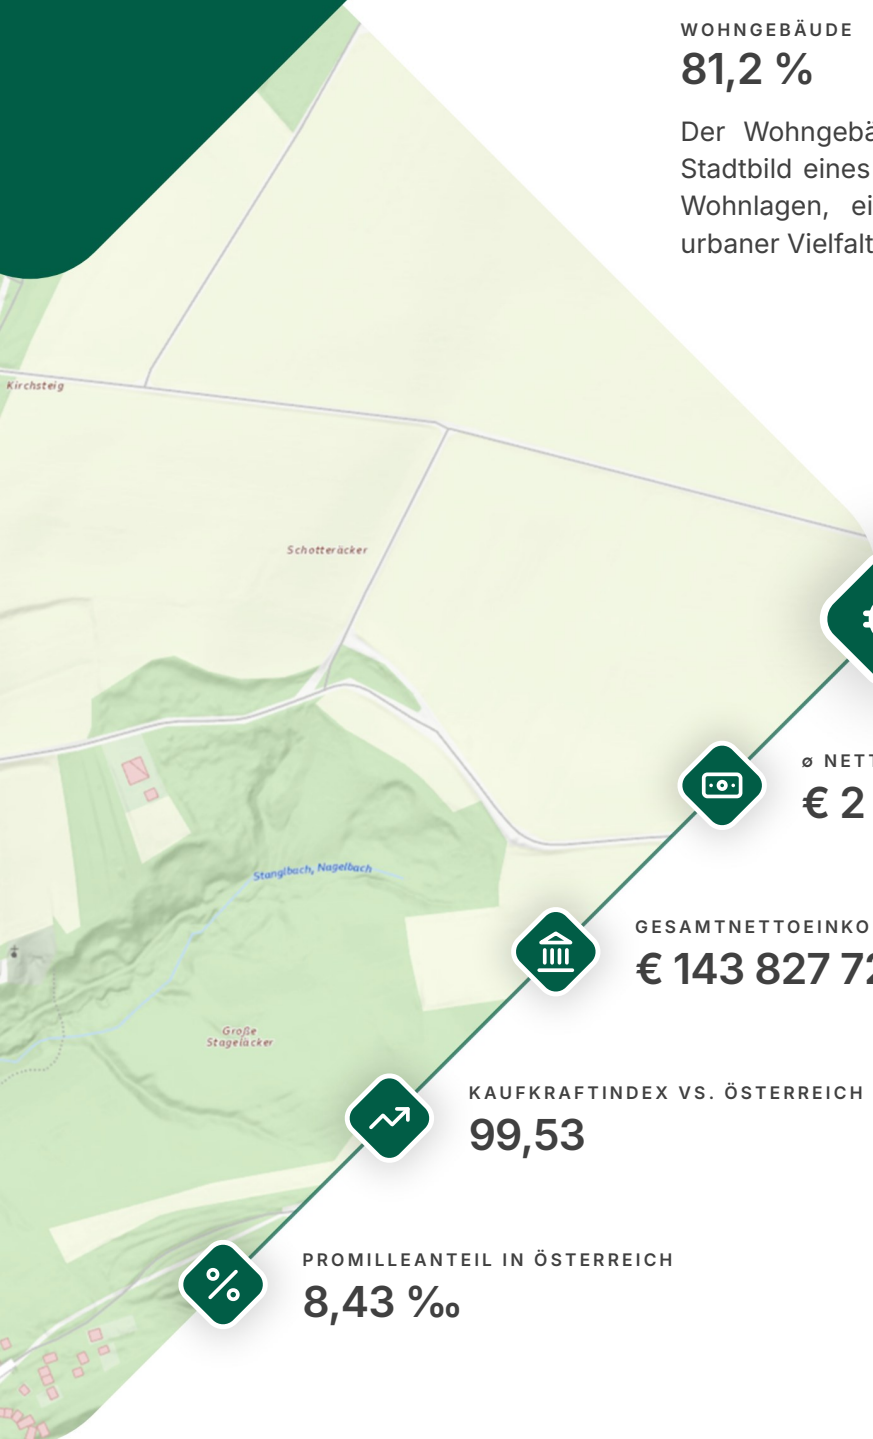 WOHNGEBÄUDE
81,2 %
Der Wohngebä
Stadtbild eines
Wohnlagen, ei
urbaner Vielfalt
Kirchsteig
Schotteräcker
ø NETT
€ 2
Stanglbach, Nagelbach
GESAMTNETTOEINKO
€ 143 827 72
Große
Stageläcker
KAUFKRAFTINDEX VS. ÖSTERREICH
99,53
PROMILLEANTEIL IN ÖSTERREICH
8,43 ‰